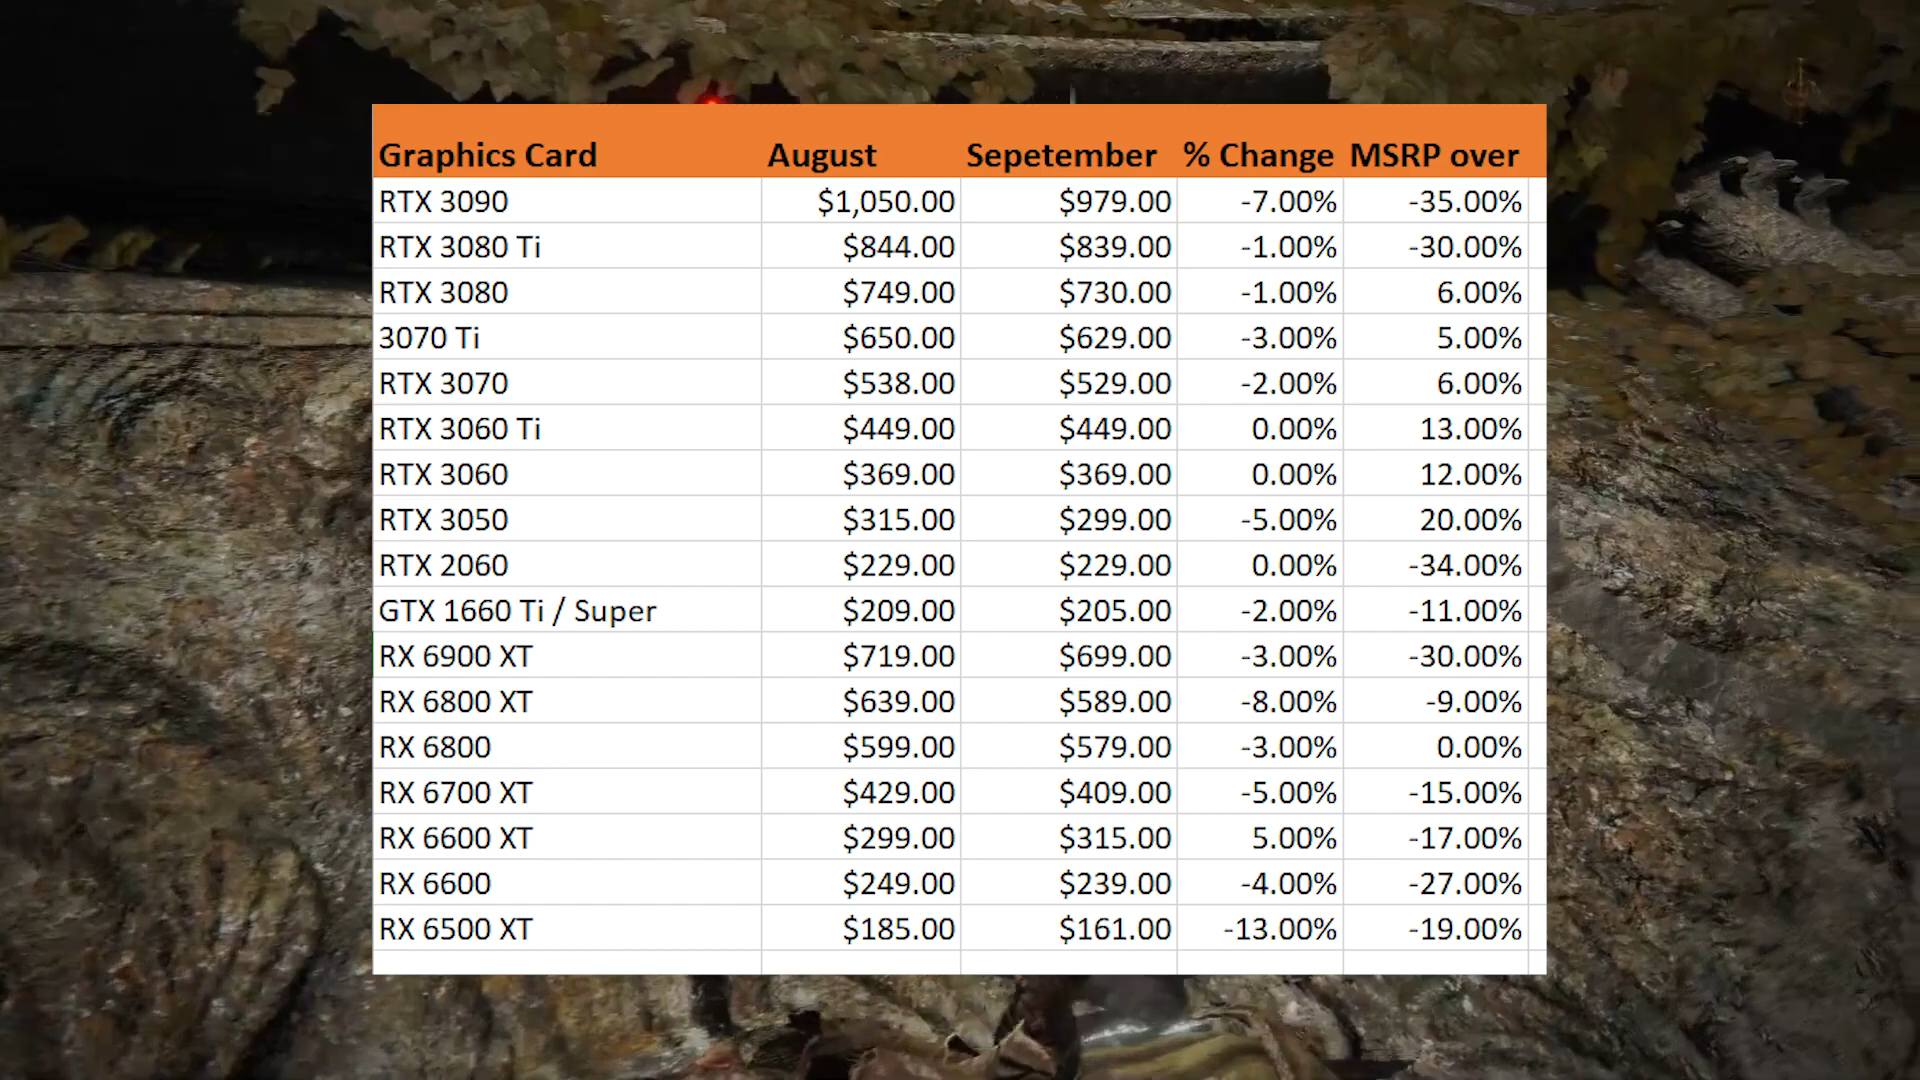 Graphics Card August Sepetember % Change MSRP over
RTX 3090 $1,050.00 $979.00 -7.00% -35.00%
RTX 3080 Ti $844.00 $839.00 -1.00% -30.00%
RTX 3080 $749.00 $730.00 -1.00% 6.00%
3070 Ti $650.00 $629.00 -3.00% 5.00%
RTX 3070 $538.00 $529.00 -2.00% 6.00%
RTX 3060 Ti $449.00 $449.00 0.00% 13.00%
RTX 3060 $369.00 $369.00 0.00% 12.00%
RTX 3050 $315.00 $299.00 -5.00% 20.00%
RTX 2060 $229.00 $229.00 0.00% -34.00%
GTX 1660 Ti / Super $209.00 $205.00 -2.00% -11.00%
RX 6900 XT $719.00 $699.00 -3.00% -30.00%
RX 6800 XT $639.00 $589.00 -8.00% -9.00%
RX 6800 $599.00 $579.00 -3.00% 0.00%
RX 6700 XT $429.00 $409.00 -5.00% -15.00%
RX 6600 XT $299.00 $315.00 5.00% -17.00%
RX 6600 $249.00 $239.00 -4.00% -27.00%
RX 6500 XT $185.00 $161.00 -13.00% -19.00%